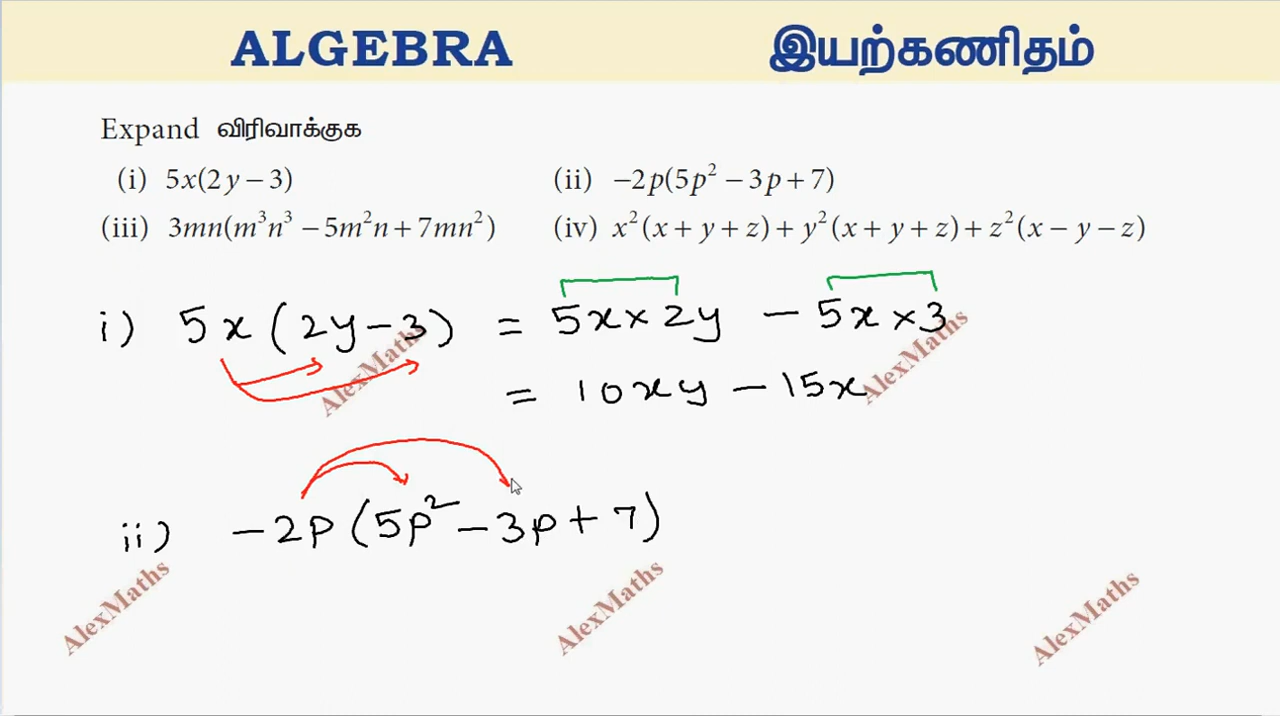 ALGEBRA இயற்கணிதம்
Expand விரிவாக்குக
(i) 5x(2y − 3) (ii) −2p(5p² − 3p + 7)
(iii) 3mn(m³n³ − 5m²n + 7mn²) (iv) x²(x + y + z) + y²(x + y + z) + z²(x − y − z)
i) 5x(2y − 3) = 5x × 2y − 5x × 3
AlexMaths AlexMaths
= 10xy − 15x
ii) −2p(5p² − 3p + 7)
AlexMaths AlexMaths AlexMaths